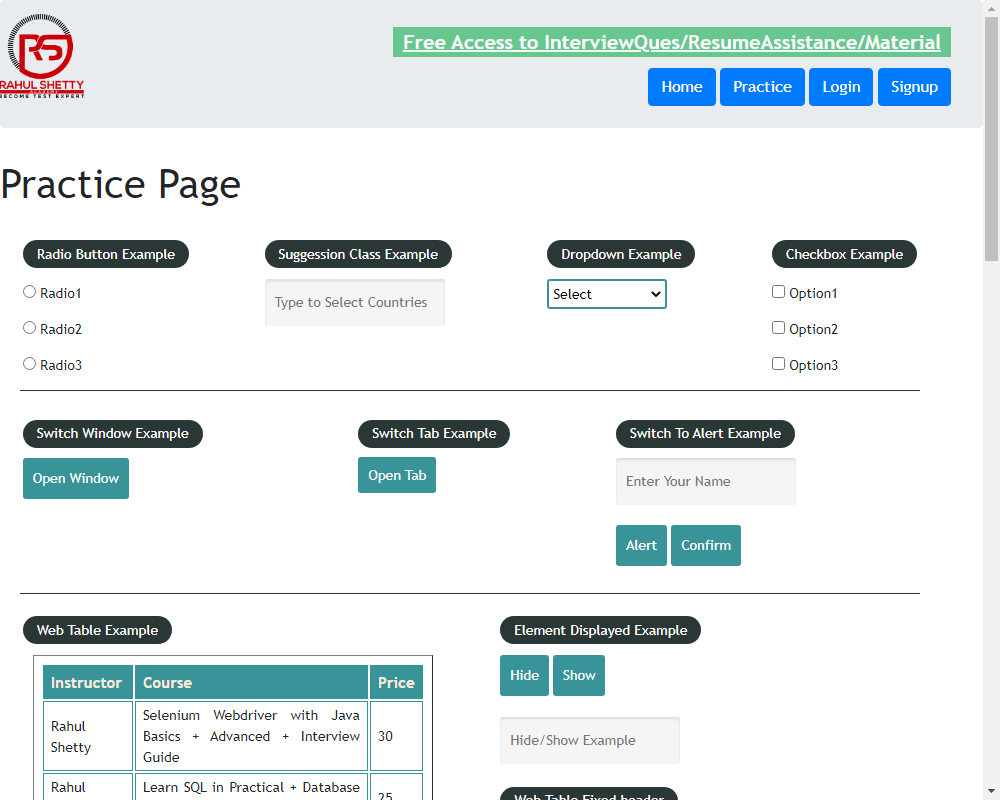 RS
RAHUL SHETTY
ACADEMY
BECOME TEST EXPERT
Free Access to InterviewQues/ResumeAssistance/Material
Home Practice Login Signup
Practice Page
Radio Button Example
Radio1
Radio2
Radio3
Suggession Class Example
Type to Select Countries
Dropdown Example
Select
Checkbox Example
Option1
Option2
Option3
Switch Window Example
Open Window
Switch Tab Example
Open Tab
Switch To Alert Example
Enter Your Name
Alert Confirm
Web Table Example
Instructor Course Price
Rahul Shetty Selenium Webdriver with Java Basics + Advanced + Interview Guide 30
Rahul Learn SQL in Practical + Database 25
Element Displayed Example
Hide Show
Hide/Show Example
Web Table Fixed header